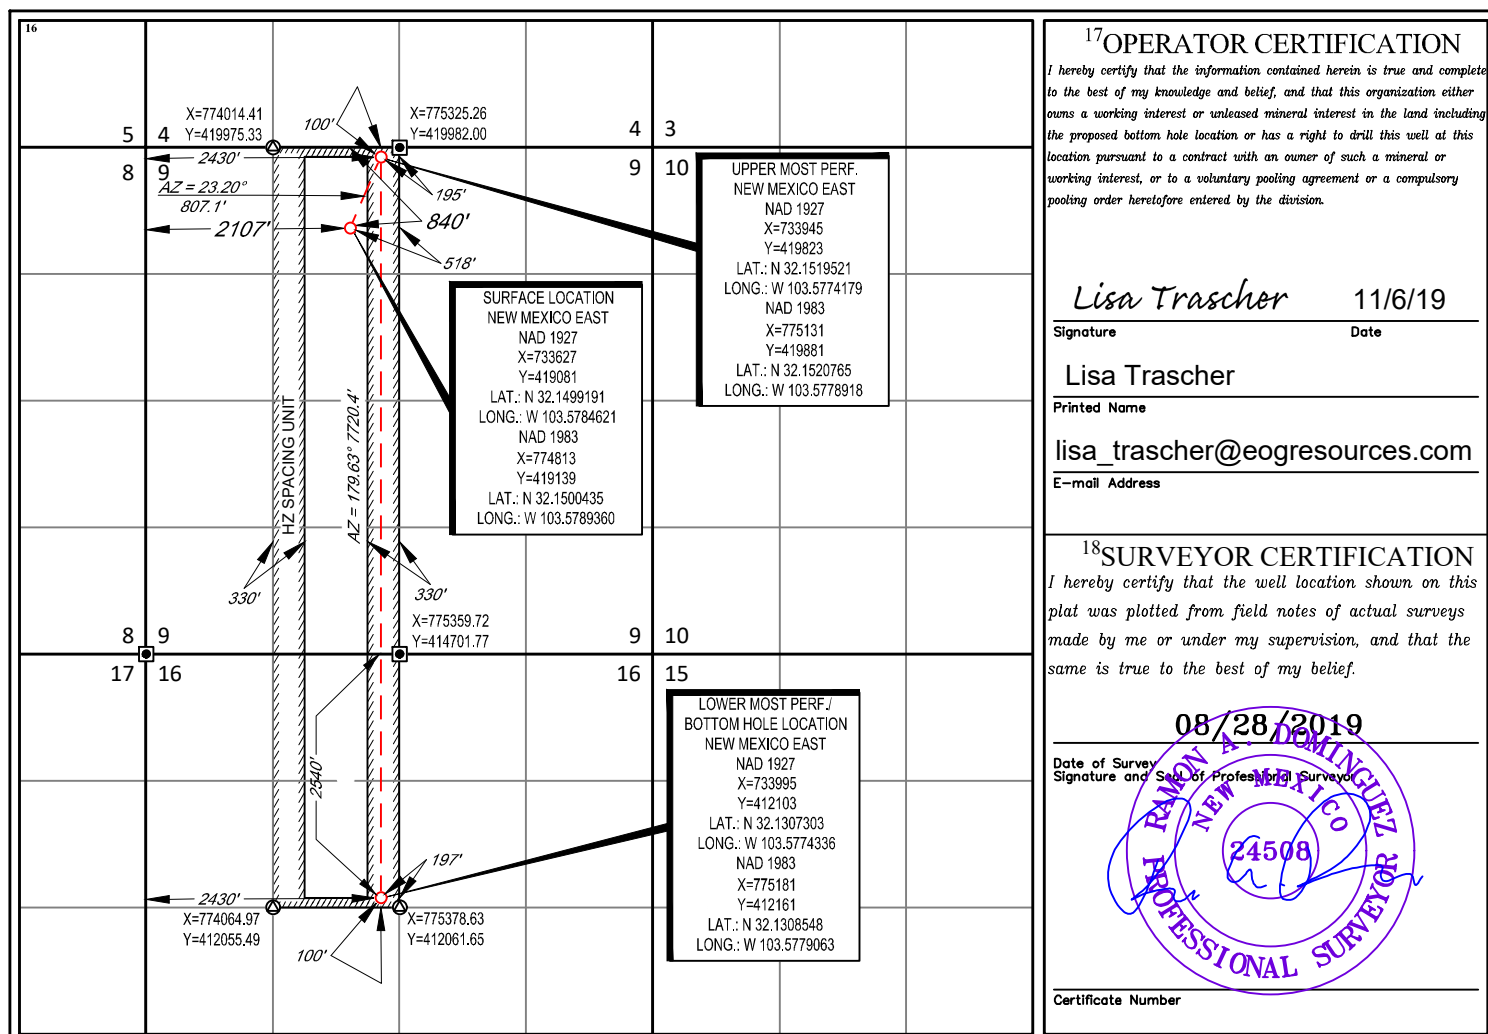 16
X=774014.41
Y=419975.33
100'
X=775325.26
Y=419982.00
5 4
8 9
4 3
9 10
2430'
AZ = 23.20°
807.1'
2107'
195'
840'
518'
UPPER MOST PERF.
NEW MEXICO EAST
NAD 1927
X=733945
Y=419823
LAT.: N 32.1519521
LONG.: W 103.5774179
NAD 1983
X=775131
Y=419881
LAT.: N 32.1520765
LONG.: W 103.5778918
SURFACE LOCATION
NEW MEXICO EAST
NAD 1927
X=733627
Y=419081
LAT.: N 32.1499191
LONG.: W 103.5784621
NAD 1983
X=774813
Y=419139
LAT.: N 32.1500435
LONG.: W 103.5789360
HZ SPACING UNIT
AZ = 179.63° 7720.4'
330'
330'
X=775359.72
Y=414701.77
8 9
17 16
9 10
16 15
2540'
197'
2430'
X=774064.97
Y=412055.49
X=775378.63
Y=412061.65
100'
LOWER MOST PERF./
BOTTOM HOLE LOCATION
NEW MEXICO EAST
NAD 1927
X=733995
Y=412103
LAT.: N 32.1307303
LONG.: W 103.5774336
NAD 1983
X=775181
Y=412161
LAT.: N 32.1308548
LONG.: W 103.5779063
17 OPERATOR CERTIFICATION
I hereby certify that the information contained herein is true and complete
to the best of my knowledge and belief, and that this organization either
owns a working interest or unleased mineral interest in the land including
the proposed bottom hole location or has a right to drill this well at this
location pursuant to a contract with an owner of such a mineral or
working interest, or to a voluntary pooling agreement or a compulsory
pooling order heretofore entered by the division.
Lisa Trascher 11/6/19
Signature Date
Lisa Trascher
Printed Name
lisa_trascher@eogresources.com
E-mail Address
18 SURVEYOR CERTIFICATION
I hereby certify that the well location shown on this
plat was plotted from field notes of actual surveys
made by me or under my supervision, and that the
same is true to the best of my belief.
08/28/2019
Date of Survey
Signature and Seal of Professional Surveyor
RAMON A. DOMINGUEZ
NEW MEXICO
24508
PROFESSIONAL SURVEYOR
Certificate Number